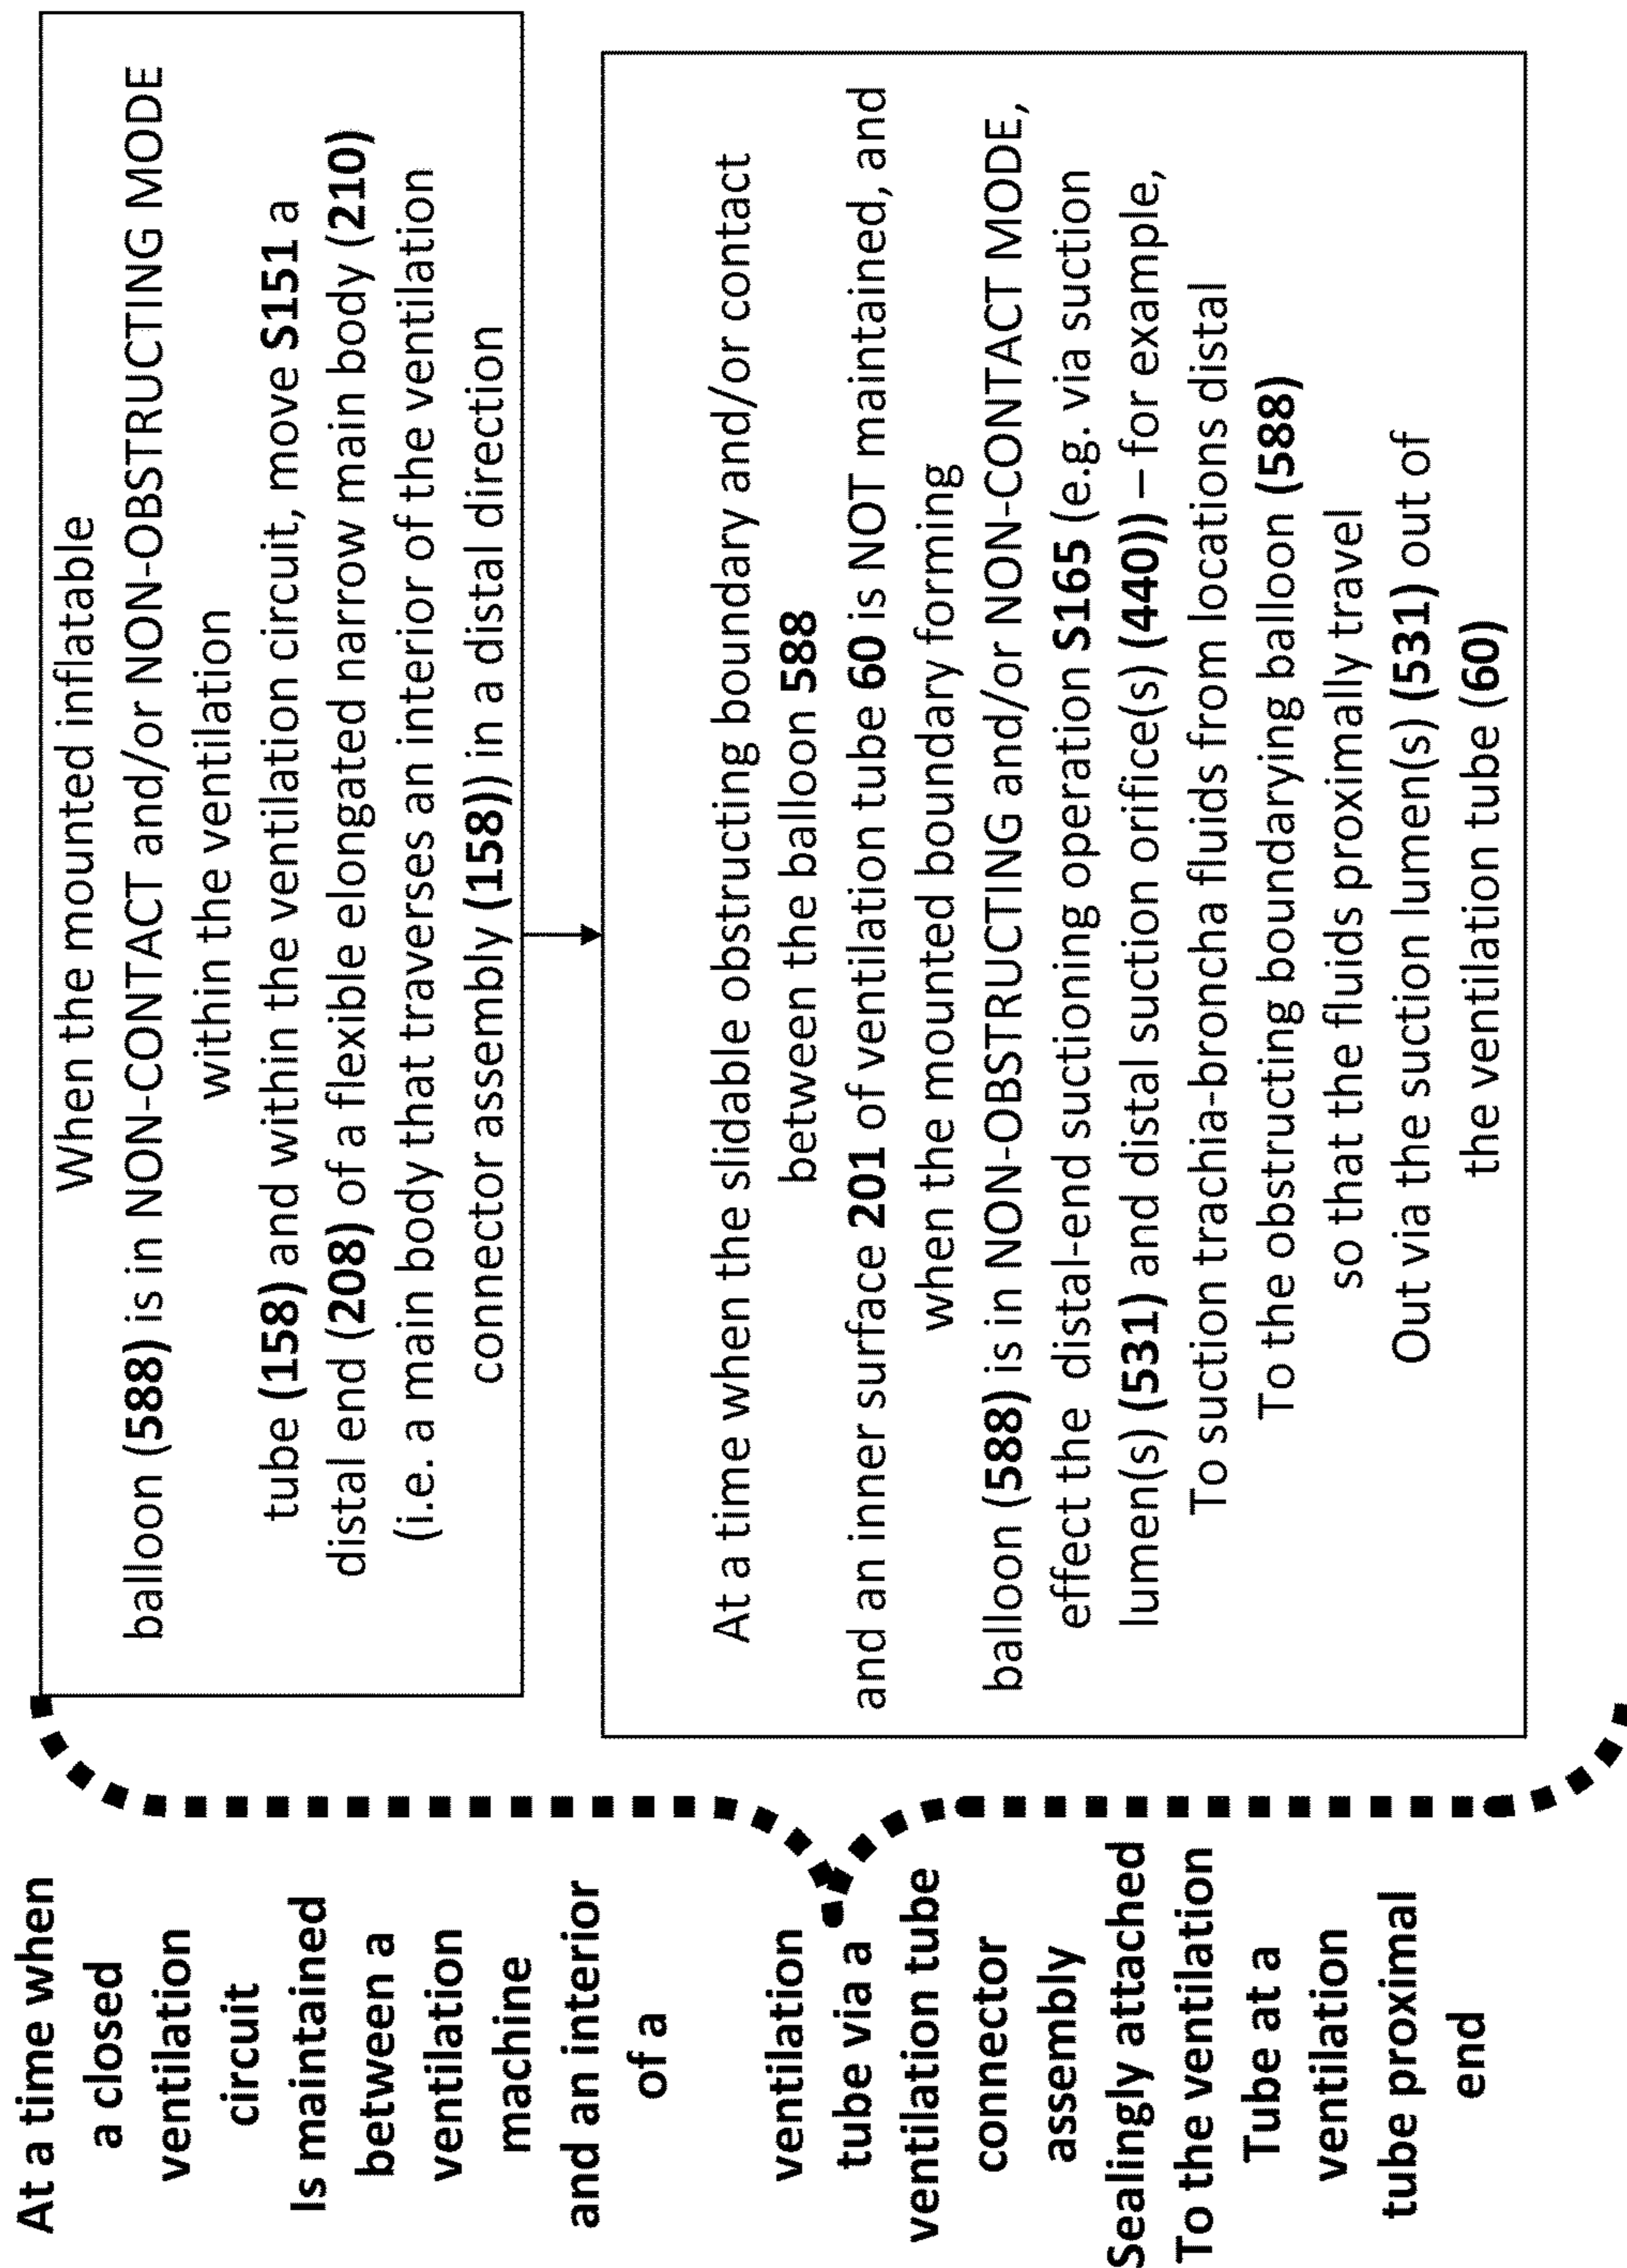 At a time when
a closed
ventilation
circuit
Is maintained
between a
ventilation
machine
and an interior
of a
ventilation
tube via a
ventilation tube
connector
assembly
Sealingly attached
To the ventilation
Tube at a
ventilation
tube proximal
end
When the mounted inflatable
balloon (588) is in NON-CONTACT and/or NON-OBSTRUCTING MODE
within the ventilation
tube (158) and within the ventilation circuit, move S151 a
distal end (208) of a flexible elongated narrow main body (210)
(i.e. a main body that traverses an interior of the ventilation
connector assembly (158)) in a distal direction
At a time when the slidable obstructing boundary and/or contact
between the balloon 588
and an inner surface 201 of ventilation tube 60 is NOT maintained, and
when the mounted boundary forming
balloon (588) is in NON-OBSTRUCTING and/or NON-CONTACT MODE,
effect the distal-end suctioning operation S165 (e.g. via suction
lumen(s) (531) and distal suction orifice(s) (440)) – for example,
To suction trachia-broncha fluids from locations distal
To the obstructing boundarying balloon (588)
so that the fluids proximally travel
Out via the suction lumen(s) (531) out of
the ventilation tube (60)